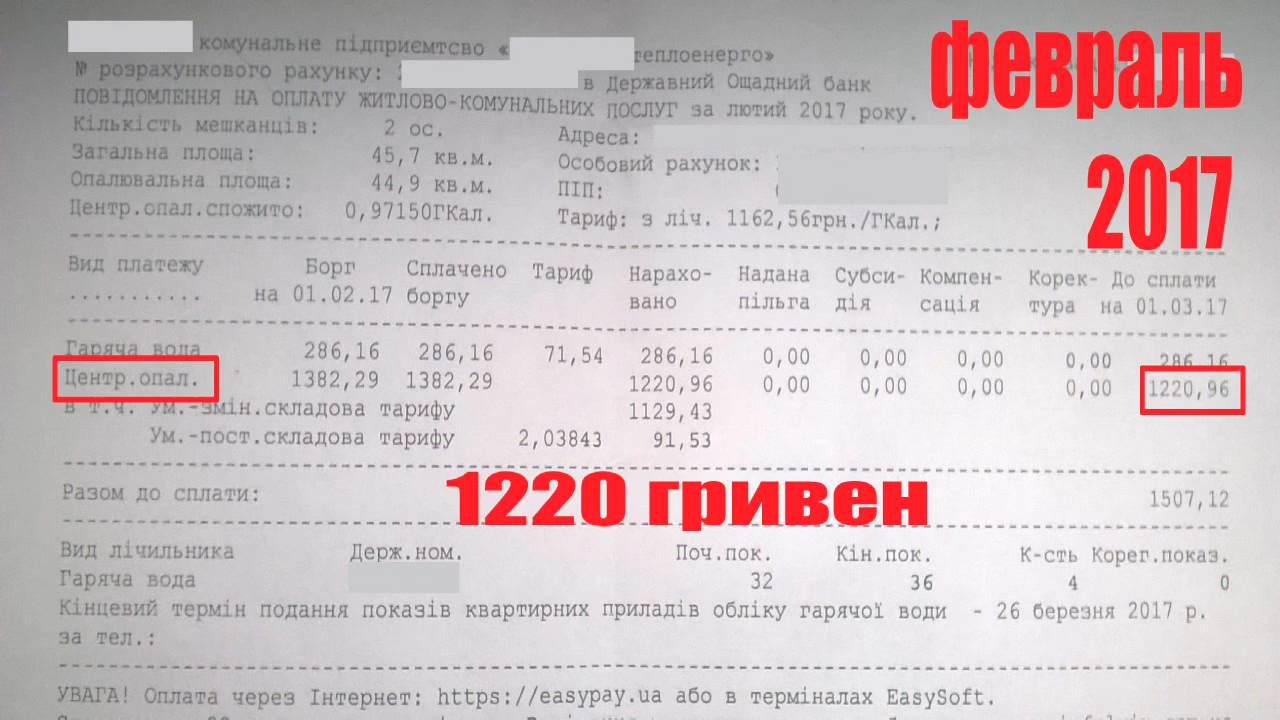 комунальне підприємтсво « теплоенерго»
февраль
№ розрахункового рахунку: в Державний Ощадний банк
ПОВІДОМЛЕННЯ НА ОПЛАТУ ЖИТЛОВО-КОМУНАЛЬНИХ ПОСЛУГ за лютий 2017 року.
Кількість мешканців: 2 ос. Адреса:
Загальна площа: 45,7 кв.м. Особовий рахунок:
Опалювальна площа: 44,9 кв.м. ПІП:
Центр.опал.спожито: 0,97150ГКал. Тариф: з ліч. 1162,56грн./ГКал.;
2017
Вид платежу Борг Сплачено Тариф Нарахо- Надана Субси- Компен- Корек- До сплати
........... на 01.02.17 боргу вано пільга дія сація тура на 01.03.17
Гаряча вода 286,16 286,16 71,54 286,16 0,00 0,00 0,00 0,00 286,16
Центр.опал. 1382,29 1382,29 1220,96 0,00 0,00 0,00 0,00 1220,96
в т.ч. Ум.-змін.складова тарифу 1129,43
Ум.-пост.складова тарифу 2,03843 91,53
Разом до сплати: 1507,12
1220 гривен
Вид лічильника Держ.ном. Поч.пок. Кін.пок. К-сть Корег.показ.
Гаряча вода 32 36 4 0
Кінцевий термін подання показів квартирних приладів обліку гарячої води - 26 березня 2017 р.
за тел.:
УВАГА! Оплата через Інтернет: https://easypay.ua або в терміналах EasySoft.